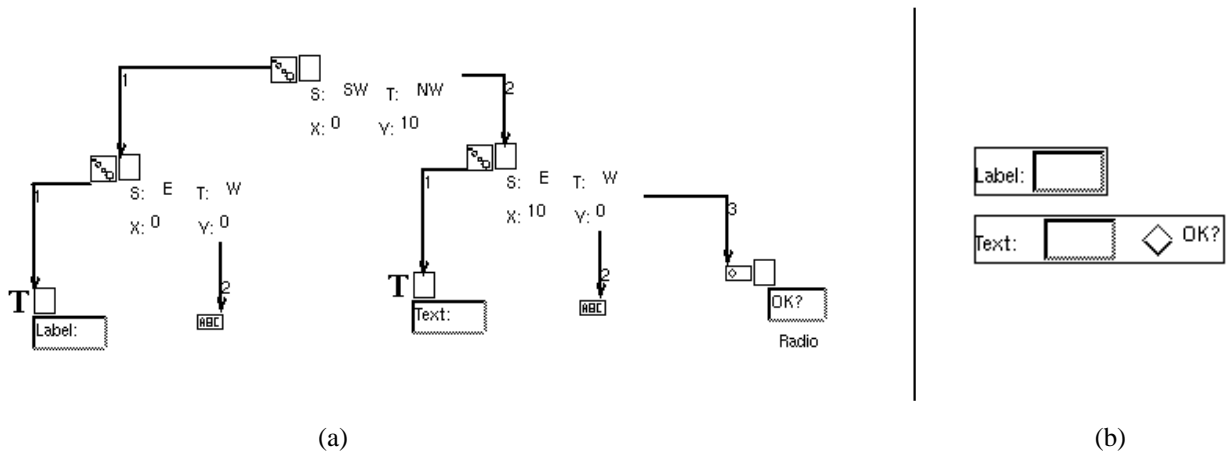 1
S: SW T: NW
X: 0 Y: 10
2
1
S: E T: W
X: 0 Y: 0
2
T
Label:
ABC
1
S: E T: W
X: 10 Y: 0
2
3
T
Text:
ABC
OK?
Radio
(a)
Label:
Text: OK?
(b)